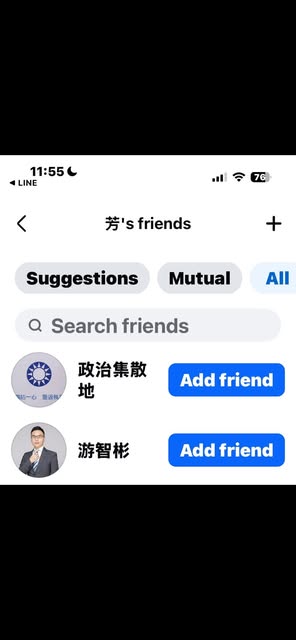 11:55
76
LINE
芳's friends
Suggestions
Mutual
All
Search friends
政治集散
地
Add friend
游智彬
Add friend